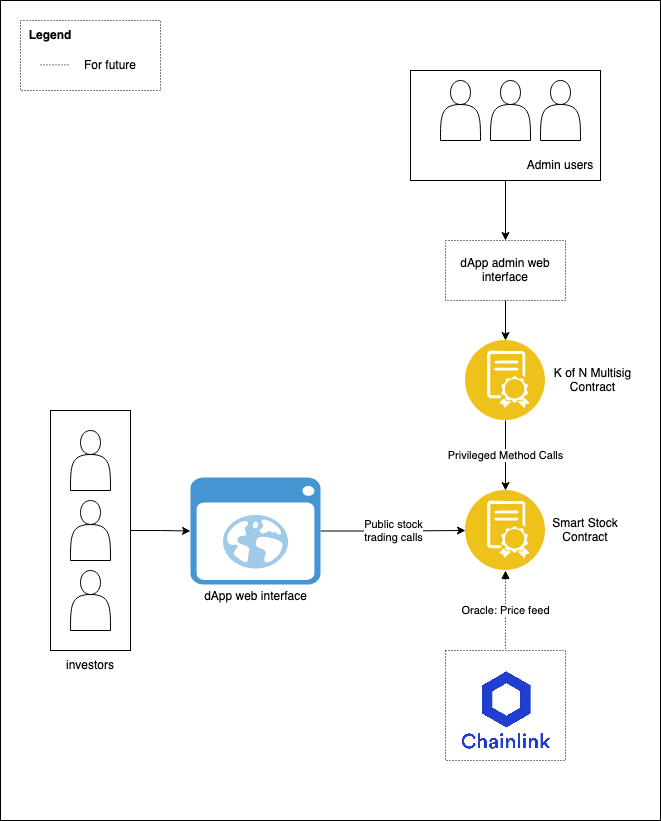 Legend
For future
Admin users
dApp admin web
interface
K of N Multisig
Contract
Privileged Method Calls
Public stock
trading calls
Smart Stock
Contract
dApp web interface
Oracle: Price feed
investors
Chainlink